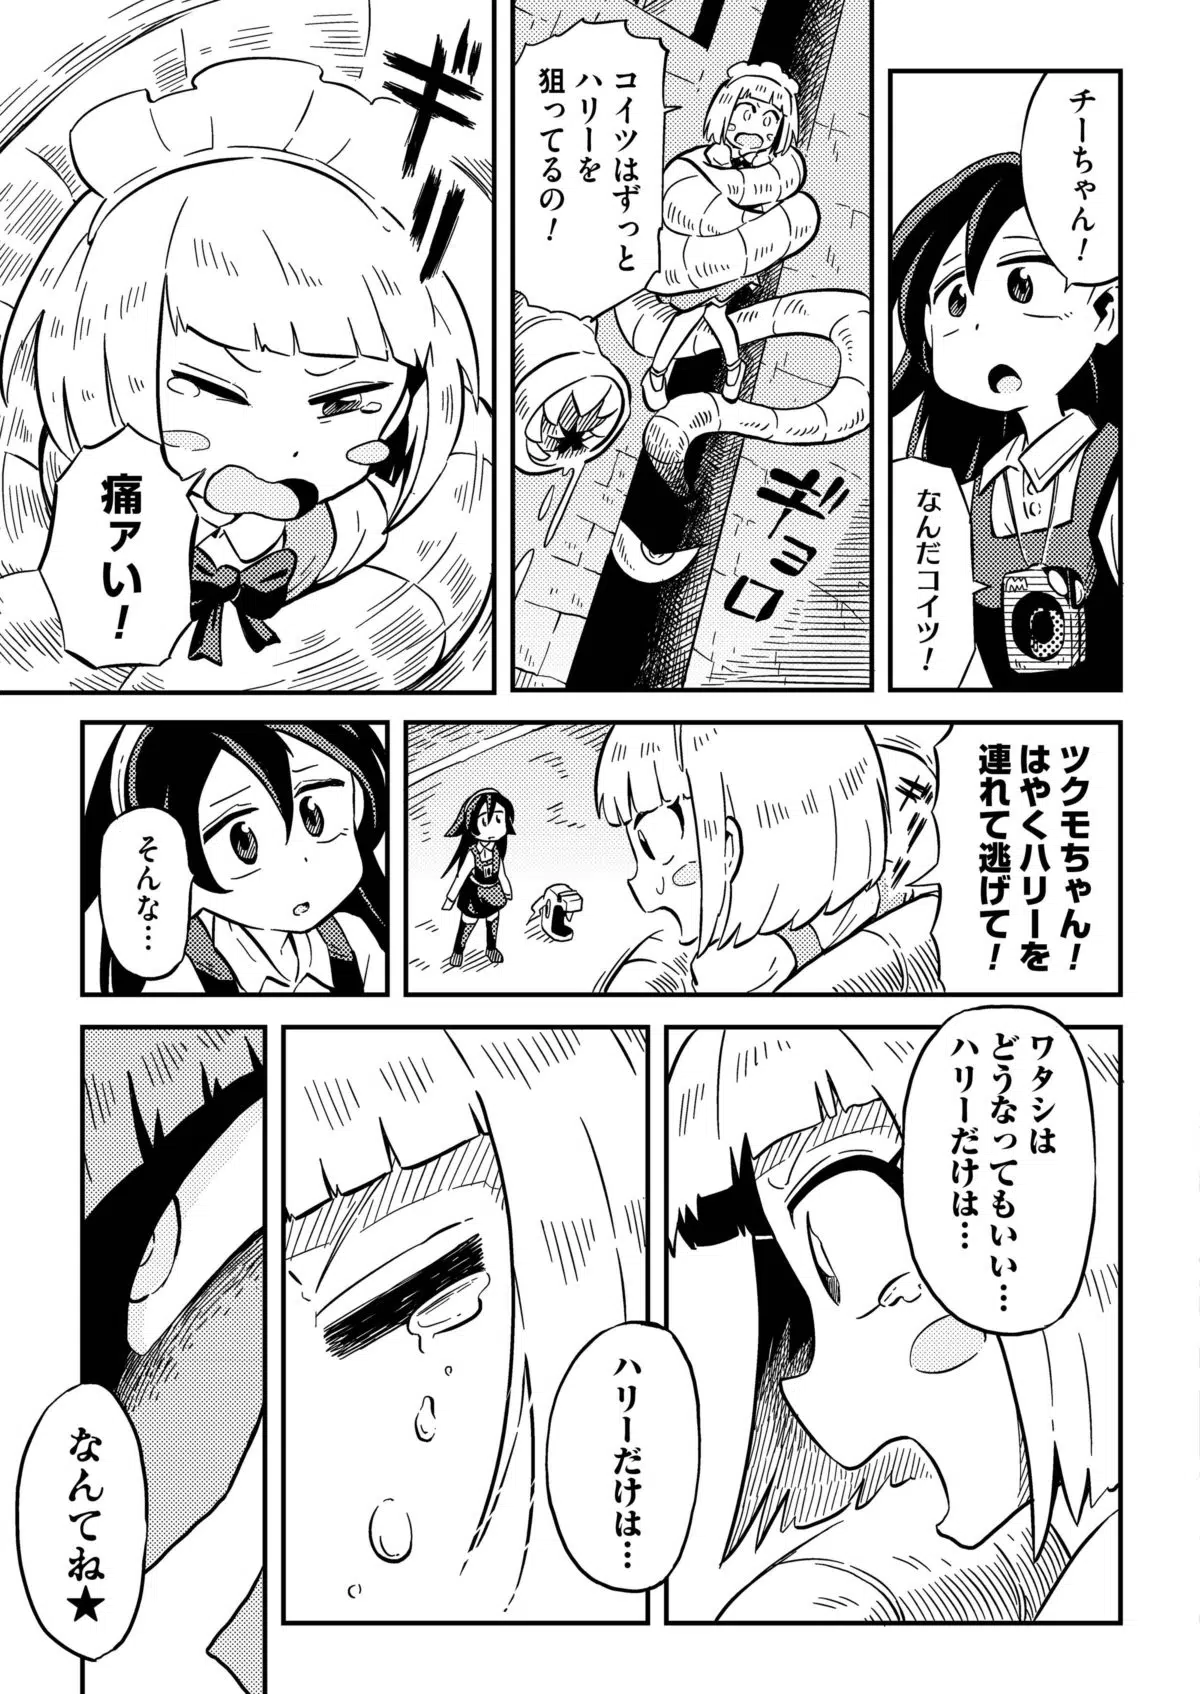 チーちゃん!
なんだコイツ!
コイツはずっと
ハリーを
狙ってるの!
ギョロ
ギリ
痛ァい!
ツクモちゃん!
はやくハリーを
連れて逃げて!
そんな…
ワタシは
どうなってもいい…
ハリーだけは…
ハリーだけは…
なんてね★